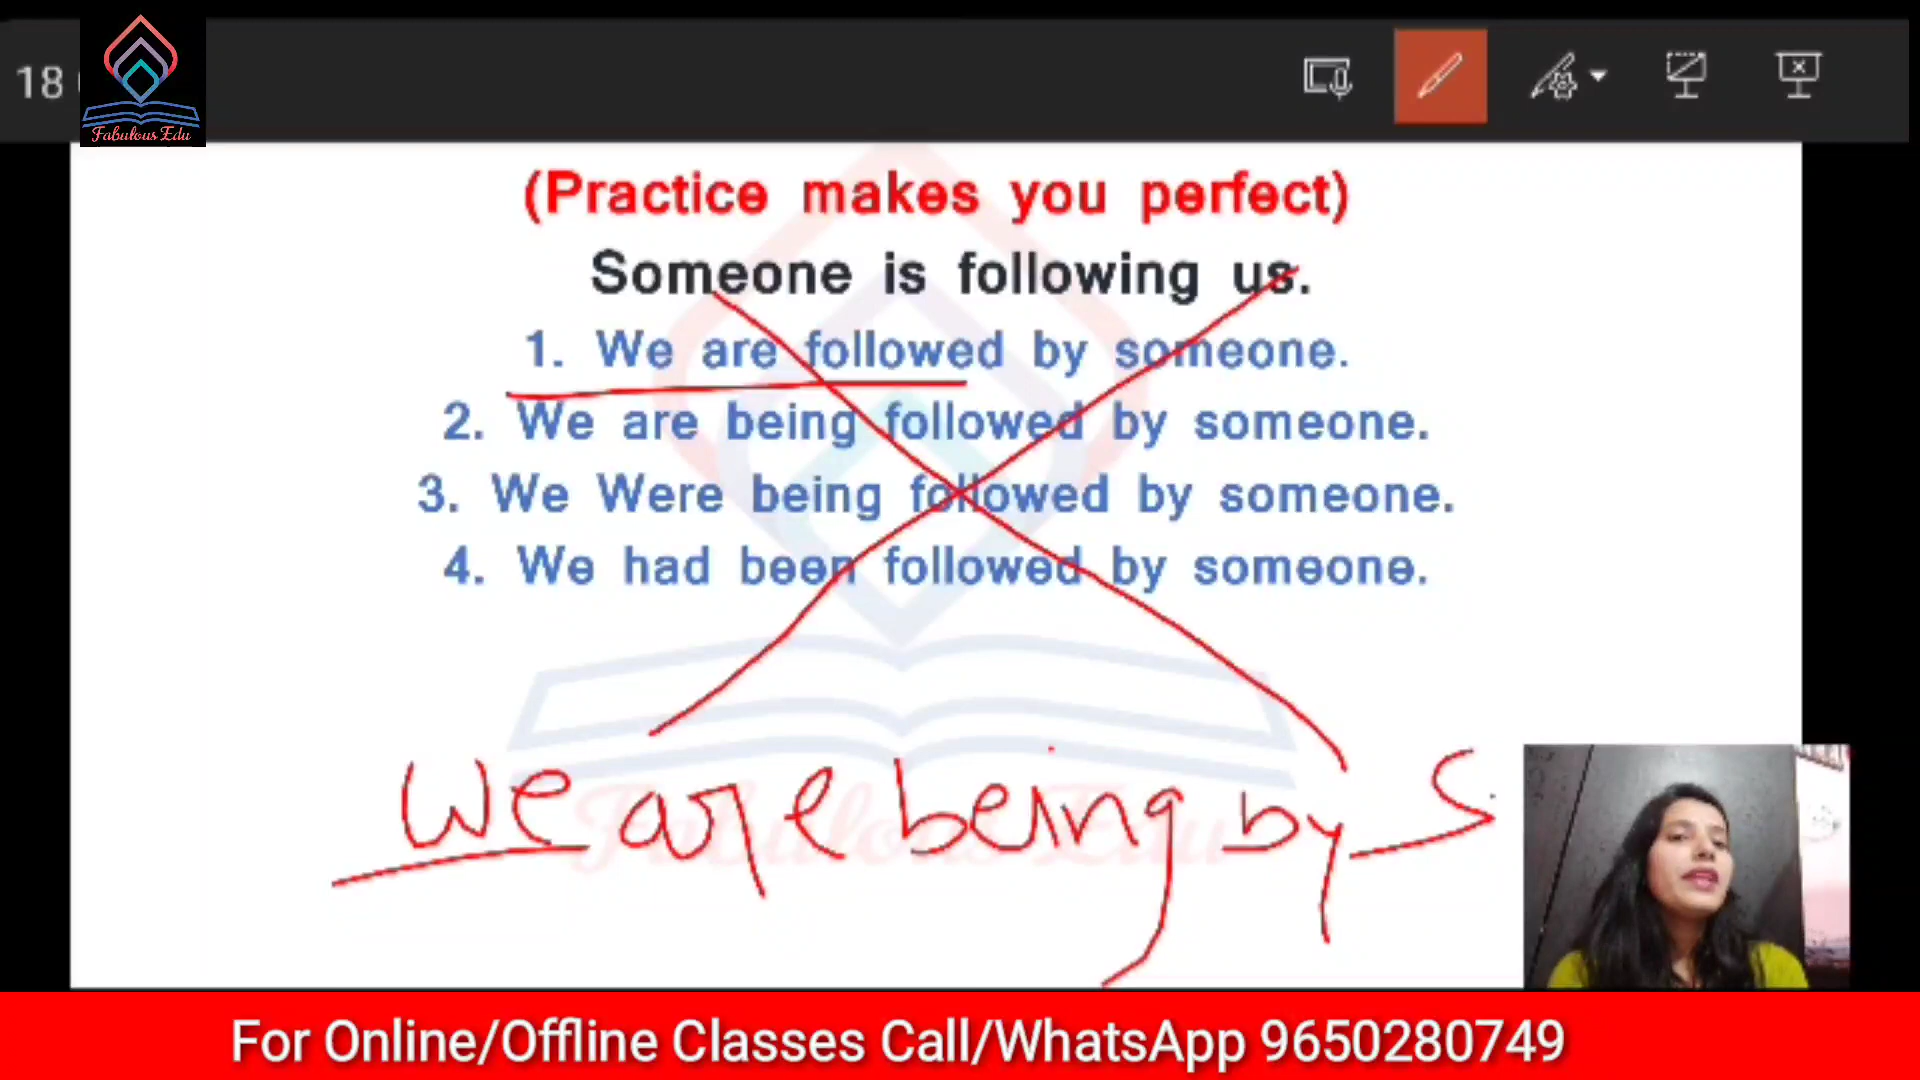 18
Fabulous Edu
(Practice makes you perfect)
Someone is following us.
1. We are followed by someone.
2. We are being followed by someone.
3. We Were being followed by someone.
4. We had been followed by someone.
Fabulous Edu
we are being by S
For Online/Offline Classes Call/WhatsApp 9650280749